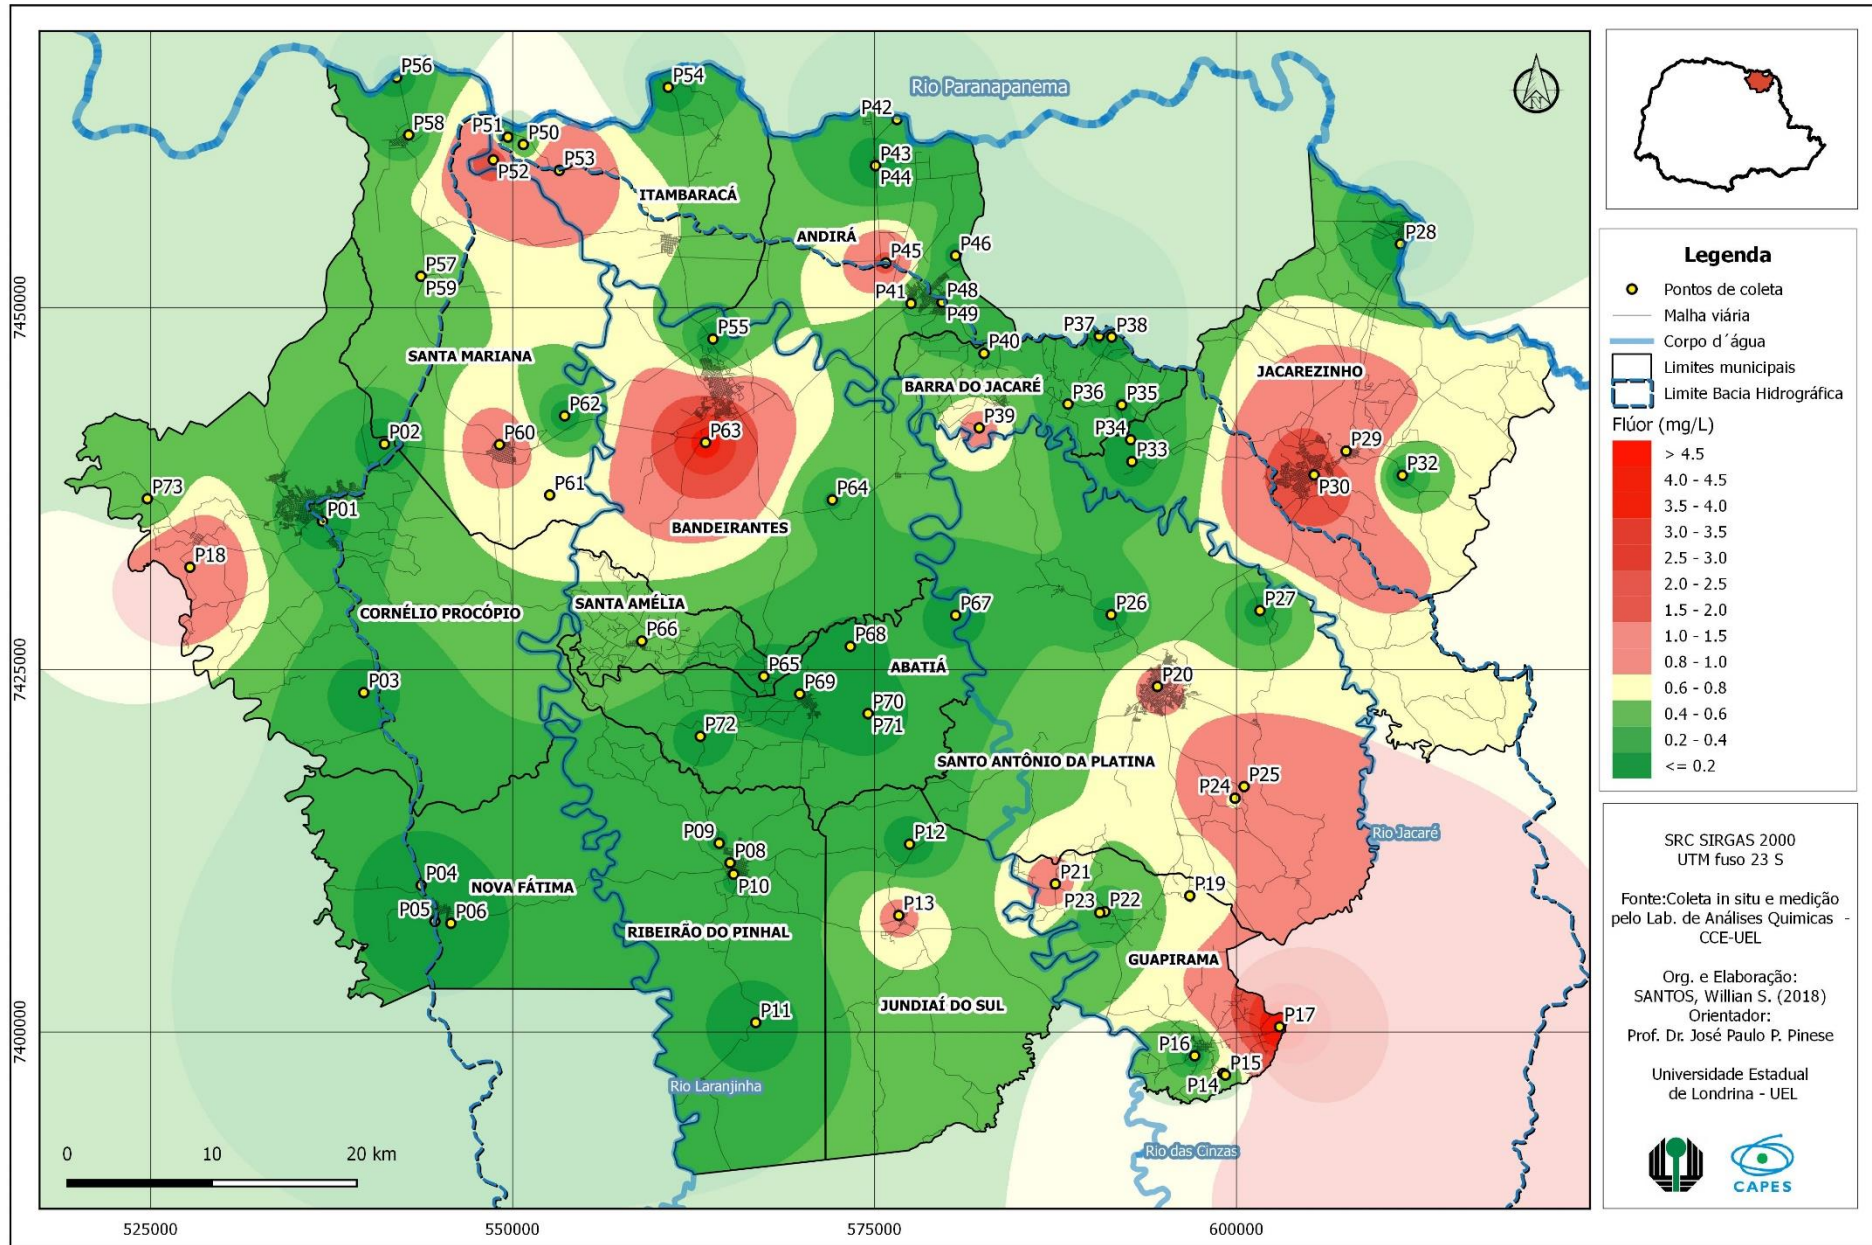 P56
P54
Rio Paranapanema
P42
P58
P51
P50
P43
P44
P52
P53
ITAMBARACÁ
ANDIRÁ
P45
P46
P28
P57
P59
P41
P48
P49
P55
P37
P38
P40
SANTA MARIANA
BARRA DO JACARÉ
JACAREZINHO
P36
P35
P62
P39
P02
P60
P63
P34
P33
P29
P32
P30
P73
P61
P64
P01
BANDEIRANTES
P18
SANTA AMÉLIA
CORNÉLIO PROCÓPIO
P67
P26
P27
P66
P68
P65
ABATIÁ
P03
P69
P20
P70
P71
P72
SANTO ANTÔNIO DA PLATINA
P25
P24
P09
P12
Rio Jacaré
P08
P04
NOVA FÁTIMA
P10
P21
P05
P06
P13
P23
P22
P19
RIBEIRÃO DO PINHAL
GUAPIRAMA
JUNDIAÍ DO SUL
P11
P17
P16
P15
P14
Rio Laranjinha
Rio das Cinzas
0 10 20 km
525000 550000 575000 600000
7450000
7425000
7400000
Legenda
Pontos de coleta
Malha viária
Corpo d´água
Limites municipais
Limite Bacia Hidrográfica
Flúor (mg/L)
> 4.5
4.0 - 4.5
3.5 - 4.0
3.0 - 3.5
2.5 - 3.0
2.0 - 2.5
1.5 - 2.0
1.0 - 1.5
0.8 - 1.0
0.6 - 0.8
0.4 - 0.6
0.2 - 0.4
<= 0.2
SRC SIRGAS 2000
UTM fuso 23 S
Fonte:Coleta in situ e medição
pelo Lab. de Análises Quimicas -
CCE-UEL
Org. e Elaboração:
SANTOS, Willian S. (2018)
Orientador:
Prof. Dr. José Paulo P. Pinese
Universidade Estadual
de Londrina - UEL
CAPES